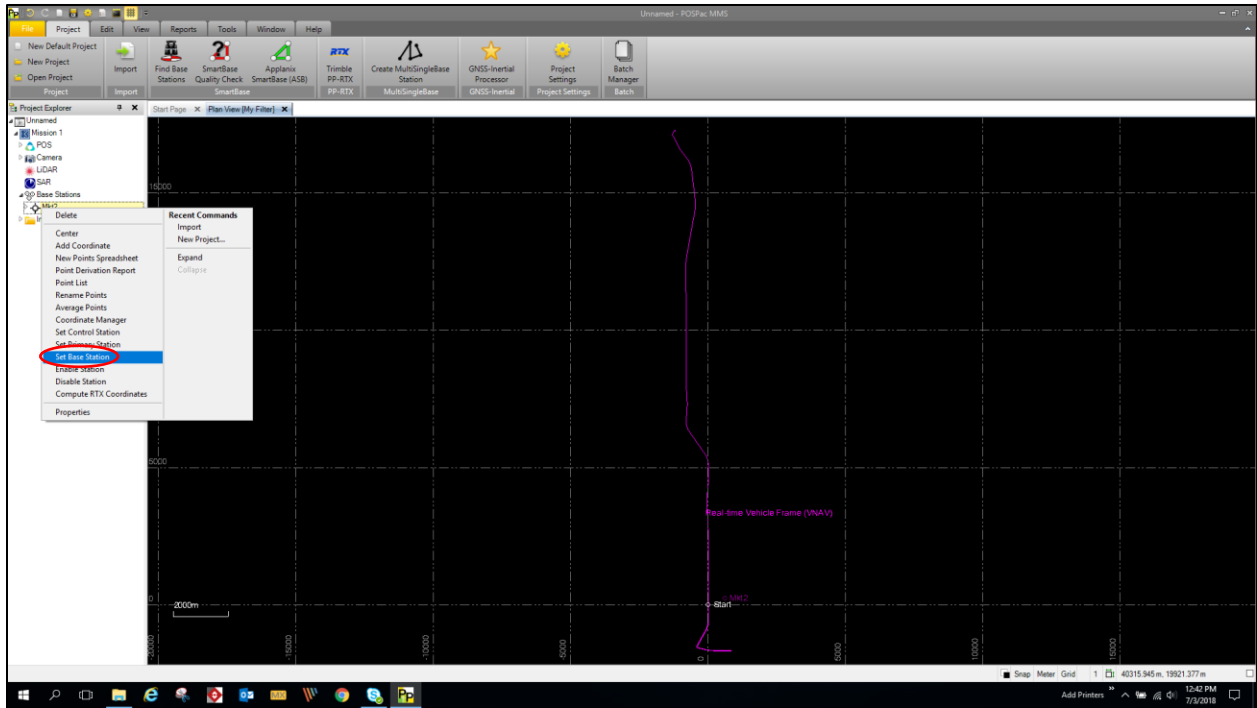 Unnamed - POSPac MMS
File Project Edit View Reports Tools Window Help
New Default Project
New Project
Open Project
Import
Find Base Stations
SmartBase Quality Check
Applanix SmartBase (ASB)
RTX
Trimble PP-RTX
Create MultiSingleBase Station
GNSS-Inertial Processor
Project Settings
Batch Manager
Project Import SmartBase PP-RTX MultiSingleBase GNSS-Inertial Project Settings Batch
Project Explorer
Start Page Plan View [My Filter]
Unnamed
Mission 1
POS
Camera
LiDAR
SAR
Base Stations
Mkt2
Delete
Center
Add Coordinate
New Points Spreadsheet
Point Derivation Report
Point List
Rename Points
Average Points
Coordinate Manager
Set Control Station
Set Primary Station
Set Base Station
Enable Station
Disable Station
Compute RTX Coordinates
Properties
Recent Commands
Import
New Project...
Expand
Collapse
15000
5000
Real-time Vehicle Frame (VNAV)
0
2000m
Mkt2
Start
-20000
-15000
-10000
-5000
0
5000
10000
15000
Snap Meter Grid 1 40315.945 m, 19921.377 m
MX
Pp
Add Printers
12:42 PM
7/3/2018